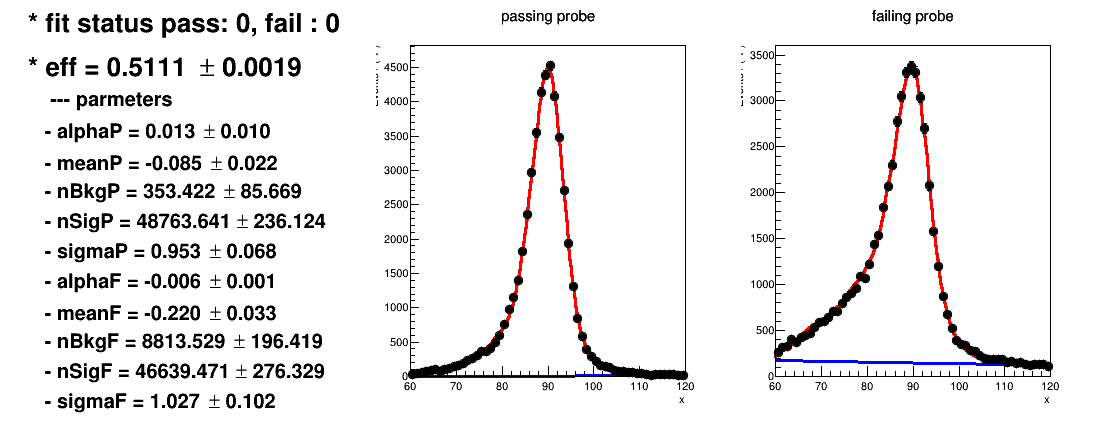 * fit status pass: 0, fail : 0
* eff = 0.5111 ± 0.0019
--- parmeters
- alphaP = 0.013 ± 0.010
- meanP = -0.085 ± 0.022
- nBkgP = 353.422 ± 85.669
- nSigP = 48763.641 ± 236.124
- sigmaP = 0.953 ± 0.068
- alphaF = -0.006 ± 0.001
- meanF = -0.220 ± 0.033
- nBkgF = 8813.529 ± 196.419
- nSigF = 46639.471 ± 276.329
- sigmaF = 1.027 ± 0.102
passing probe
4500
4000
3500
3000
2500
2000
1500
1000
500
0
60 70 80 90 100 110 120
x
failing probe
3500
3000
2500
2000
1500
1000
500
0
60 70 80 90 100 110 120
x